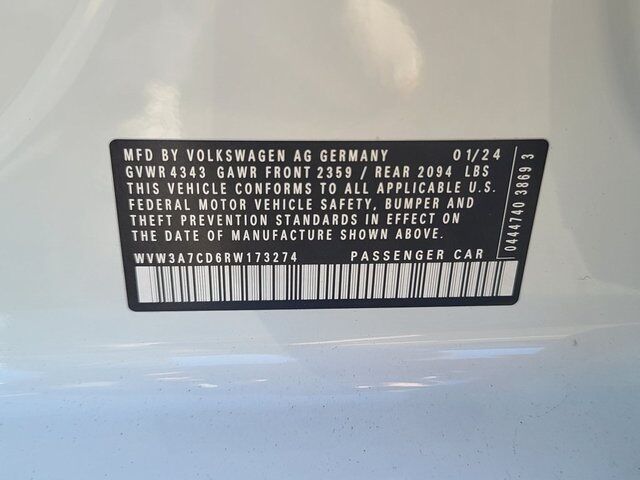 MFD BY VOLKSWAGEN AG GERMANY 01/24
GVWR 4343 GAWR FRONT 2359 / REAR 2094 LBS
THIS VEHICLE CONFORMS TO ALL APPLICABLE U.S.
FEDERAL MOTOR VEHICLE SAFETY, BUMPER AND
THEFT PREVENTION STANDARDS IN EFFECT ON
THE DATE OF MANUFACTURE SHOWN ABOVE.
WVW3A7CD6RW173274 PASSENGER CAR
0444740 3869 3